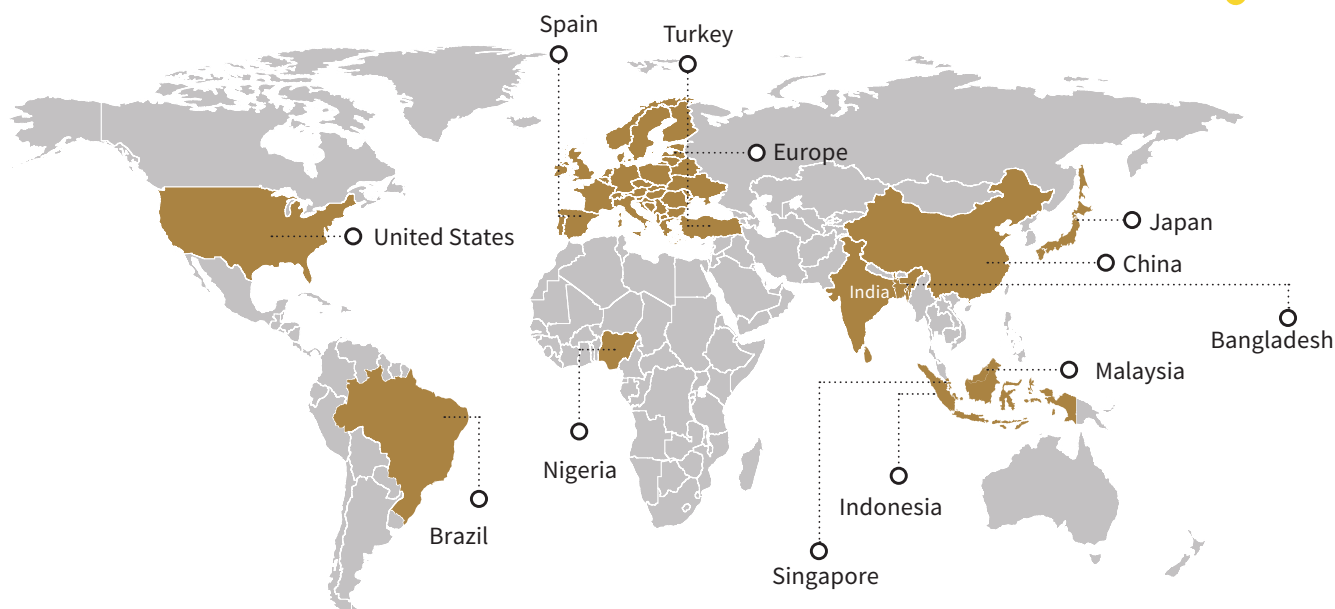 Spain
Turkey
Europe
Japan
United States
China
India
Bangladesh
Malaysia
Nigeria
Indonesia
Brazil
Singapore